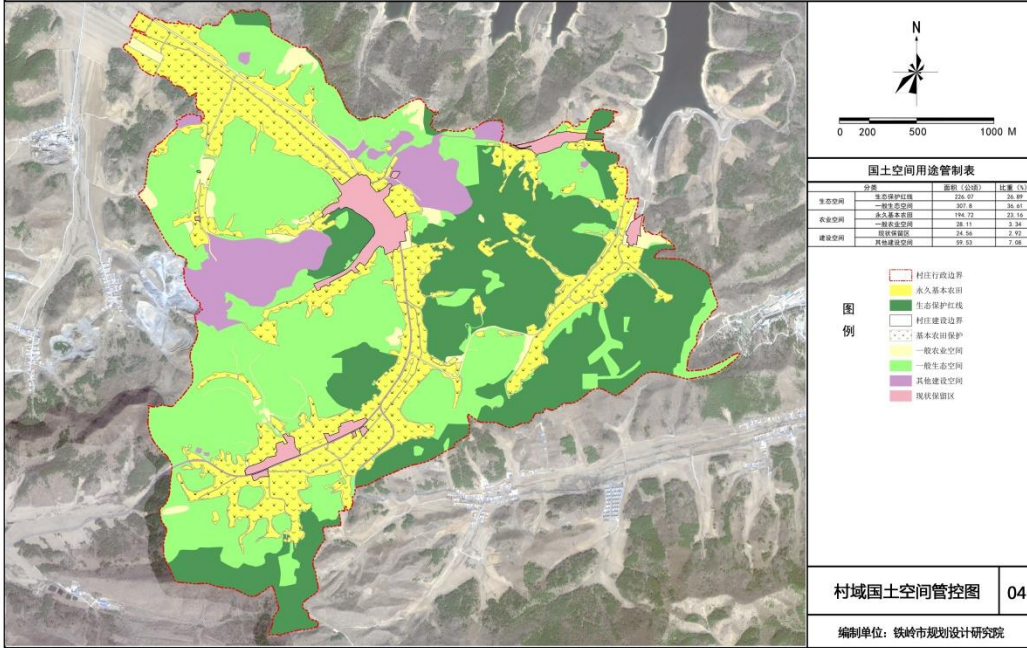 N
0 200 500 1000 M
国土空间用途管制表
分类 面积（公顷） 比重（%）
生态空间 生态保护红线 226.07 26.89
一般生态空间 307.8 36.61
农业空间 永久基本农田 194.72 23.16
一般农业空间 28.11 3.34
建设空间 现状保留区 24.56 2.92
其他建设空间 59.53 7.08
图例
村庄行政边界
永久基本农田
生态保护红线
村庄建设边界
基本农田保护
一般农业空间
一般生态空间
其他建设空间
现状保留区
村域国土空间管控图 04
编制单位：铁岭市规划设计研究院